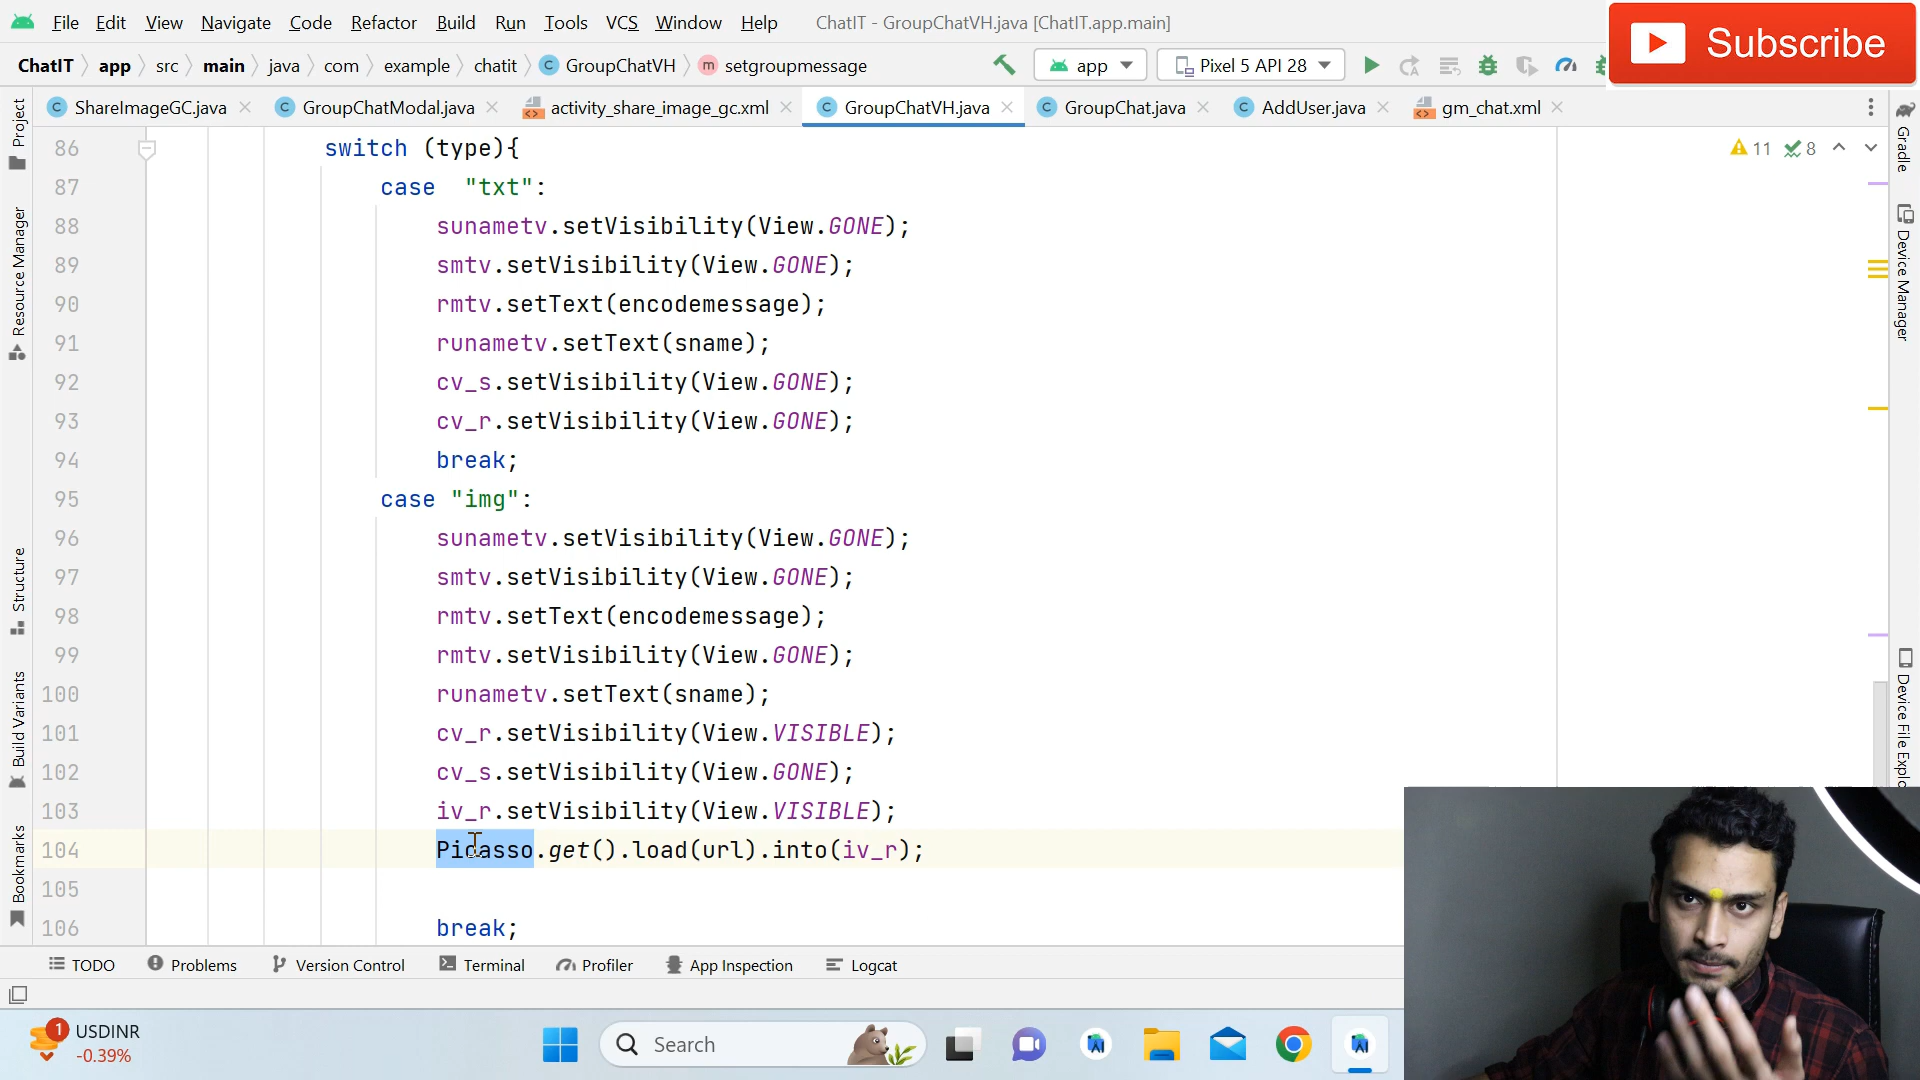 File Edit View Navigate Code Refactor Build Run Tools VCS Window Help ChatIT - GroupChatVH.java [ChatIT.app.main]
Subscribe
ChatIT app src main java com example chatit GroupChatVH setgroupmessage app Pixel 5 API 28
ShareImageGC.java GroupChatModal.java activity_share_image_gc.xml GroupChatVH.java GroupChat.java AddUser.java gm_chat.xml
Project
Resource Manager
Structure
Build Variants
Bookmarks
86 switch (type){
87 case "txt":
88 sunametv.setVisibility(View.GONE);
89 smtv.setVisibility(View.GONE);
90 rmtv.setText(encodemessage);
91 runametv.setText(sname);
92 cv_s.setVisibility(View.GONE);
93 cv_r.setVisibility(View.GONE);
94 break;
95 case "img":
96 sunametv.setVisibility(View.GONE);
97 smtv.setVisibility(View.GONE);
98 rmtv.setText(encodemessage);
99 rmtv.setVisibility(View.GONE);
100 runametv.setText(sname);
101 cv_r.setVisibility(View.VISIBLE);
102 cv_s.setVisibility(View.GONE);
103 iv_r.setVisibility(View.VISIBLE);
104 Picasso.get().load(url).into(iv_r);
105
106 break;
11 8
Gradle
Device Manager
Device File Explo
TODO Problems Version Control Terminal Profiler App Inspection Logcat
1 USDINR
-0.39%
Search